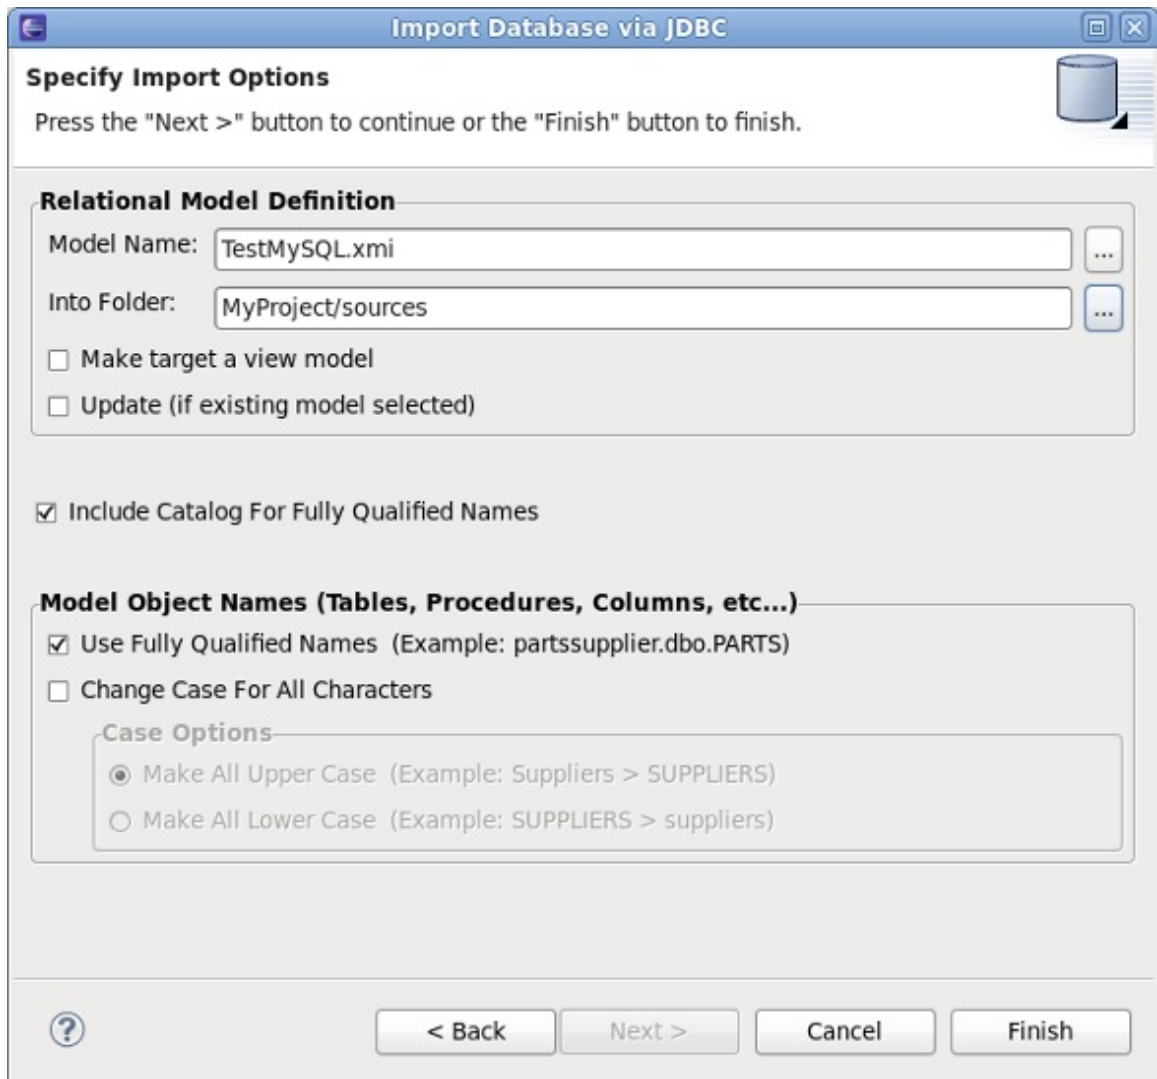 Import Database via JDBC
Specify Import Options
Press the "Next >" button to continue or the "Finish" button to finish.
Relational Model Definition
Model Name: TestMySQL.xmi ...
Into Folder: MyProject/sources ...
Make target a view model
Update (if existing model selected)
Include Catalog For Fully Qualified Names
Model Object Names (Tables, Procedures, Columns, etc...)
Use Fully Qualified Names (Example: partssupplier.dbo.PARTS)
Change Case For All Characters
Case Options
Make All Upper Case (Example: Suppliers > SUPPLIERS)
Make All Lower Case (Example: SUPPLIERS > suppliers)
? < Back Next > Cancel Finish